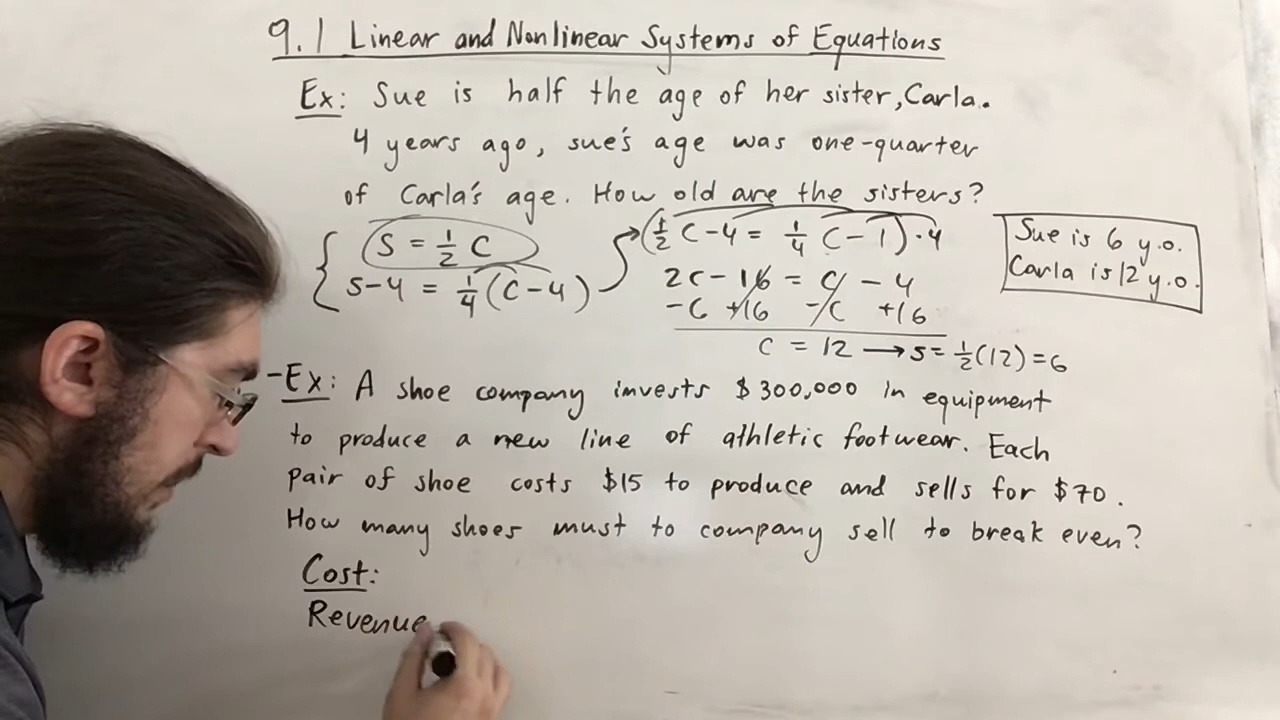 9.1 Linear and Nonlinear Systems of Equations
Ex: Sue is half the age of her sister, Carla.
4 years ago, sue's age was one-quarter
of Carla's age. How old are the sisters?
{ S = 1/2 C
S-4 = 1/4 (C-4)
(1/2 C - 4 = 1/4 C - 1) · 4
2C - 16 = C - 4
-C +16 -C +16
C = 12 → S = 1/2 (12) = 6
Sue is 6 y.o.
Carla is 12 y.o.
-Ex: A shoe company invests $300,000 in equipment
to produce a new line of athletic footwear. Each
pair of shoe costs $15 to produce and sells for $70.
How many shoes must to company sell to break even?
Cost:
Revenue